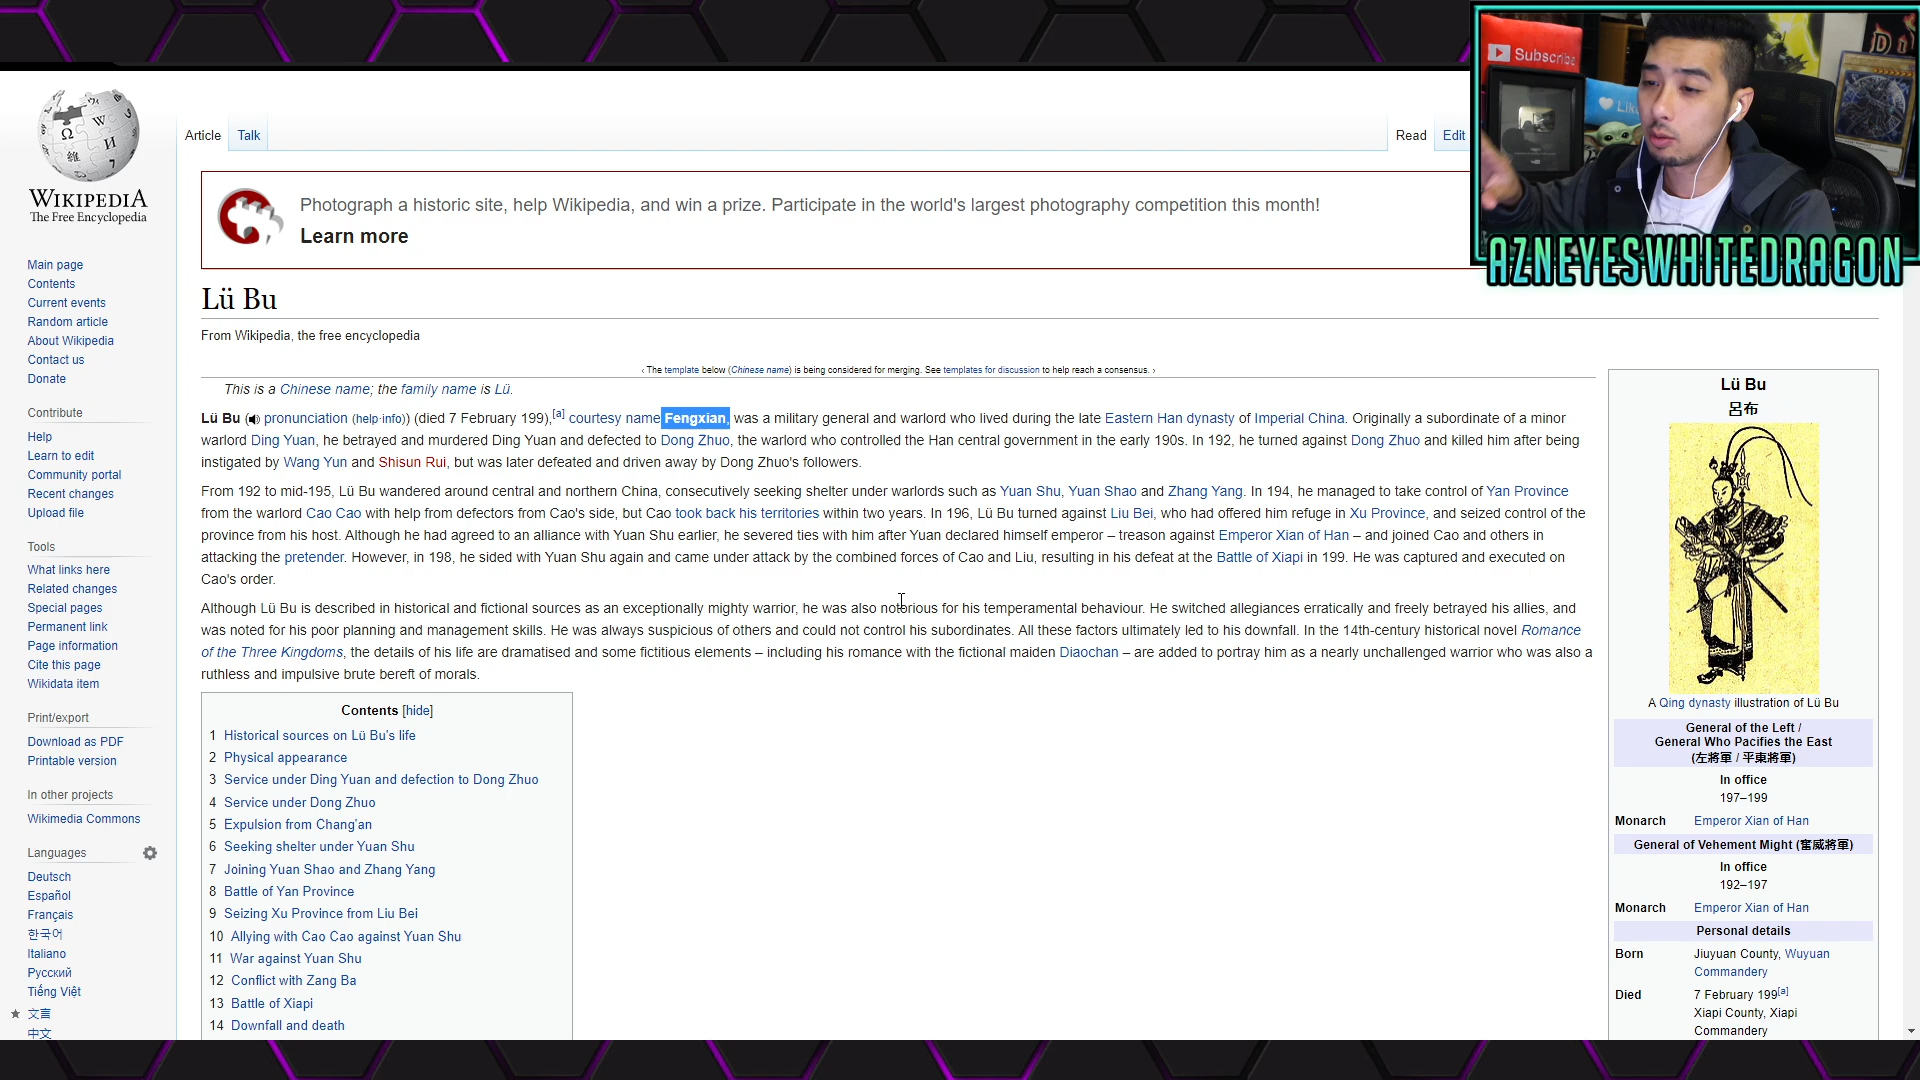 Subscribe
Like
AZNEYESWHITEDRAGON
WIKIPEDIA
The Free Encyclopedia
Main page
Contents
Current events
Random article
About Wikipedia
Contact us
Donate
Contribute
Help
Learn to edit
Community portal
Recent changes
Upload file
Tools
What links here
Related changes
Special pages
Permanent link
Page information
Cite this page
Wikidata item
Print/export
Download as PDF
Printable version
In other projects
Wikimedia Commons
Languages
Deutsch
Español
Français
한국어
Italiano
Русский
Tiếng Việt
文言
中文
Article Talk
Read Edit
Photograph a historic site, help Wikipedia, and win a prize. Participate in the world's largest photography competition this month!
Learn more
Lü Bu
From Wikipedia, the free encyclopedia
‹ The template below (Chinese name) is being considered for merging. See templates for discussion to help reach a consensus. ›
This is a Chinese name; the family name is Lü.
Lü Bu ( pronunciation (help·info)) (died 7 February 199),[a] courtesy name Fengxian, was a military general and warlord who lived during the late Eastern Han dynasty of Imperial China. Originally a subordinate of a minor
warlord Ding Yuan, he betrayed and murdered Ding Yuan and defected to Dong Zhuo, the warlord who controlled the Han central government in the early 190s. In 192, he turned against Dong Zhuo and killed him after being
instigated by Wang Yun and Shisun Rui, but was later defeated and driven away by Dong Zhuo's followers.
From 192 to mid-195, Lü Bu wandered around central and northern China, consecutively seeking shelter under warlords such as Yuan Shu, Yuan Shao and Zhang Yang. In 194, he managed to take control of Yan Province
from the warlord Cao Cao with help from defectors from Cao's side, but Cao took back his territories within two years. In 196, Lü Bu turned against Liu Bei, who had offered him refuge in Xu Province, and seized control of the
province from his host. Although he had agreed to an alliance with Yuan Shu earlier, he severed ties with him after Yuan declared himself emperor – treason against Emperor Xian of Han – and joined Cao and others in
attacking the pretender. However, in 198, he sided with Yuan Shu again and came under attack by the combined forces of Cao and Liu, resulting in his defeat at the Battle of Xiapi in 199. He was captured and executed on
Cao's order.
Although Lü Bu is described in historical and fictional sources as an exceptionally mighty warrior, he was also notorious for his temperamental behaviour. He switched allegiances erratically and freely betrayed his allies, and
was noted for his poor planning and management skills. He was always suspicious of others and could not control his subordinates. All these factors ultimately led to his downfall. In the 14th-century historical novel Romance
of the Three Kingdoms, the details of his life are dramatised and some fictitious elements – including his romance with the fictional maiden Diaochan – are added to portray him as a nearly unchallenged warrior who was also a
ruthless and impulsive brute bereft of morals.
Contents [hide]
1 Historical sources on Lü Bu's life
2 Physical appearance
3 Service under Ding Yuan and defection to Dong Zhuo
4 Service under Dong Zhuo
5 Expulsion from Chang'an
6 Seeking shelter under Yuan Shu
7 Joining Yuan Shao and Zhang Yang
8 Battle of Yan Province
9 Seizing Xu Province from Liu Bei
10 Allying with Cao Cao against Yuan Shu
11 War against Yuan Shu
12 Conflict with Zang Ba
13 Battle of Xiapi
14 Downfall and death
Lü Bu
呂布
A Qing dynasty illustration of Lü Bu
General of the Left /
General Who Pacifies the East
(左將軍 / 平東將軍)
In office
197–199
Monarch Emperor Xian of Han
General of Vehement Might (奮威將軍)
In office
192–197
Monarch Emperor Xian of Han
Personal details
Born Jiuyuan County, Wuyuan
Commandery
Died 7 February 199[a]
Xiapi County, Xiapi
Commandery